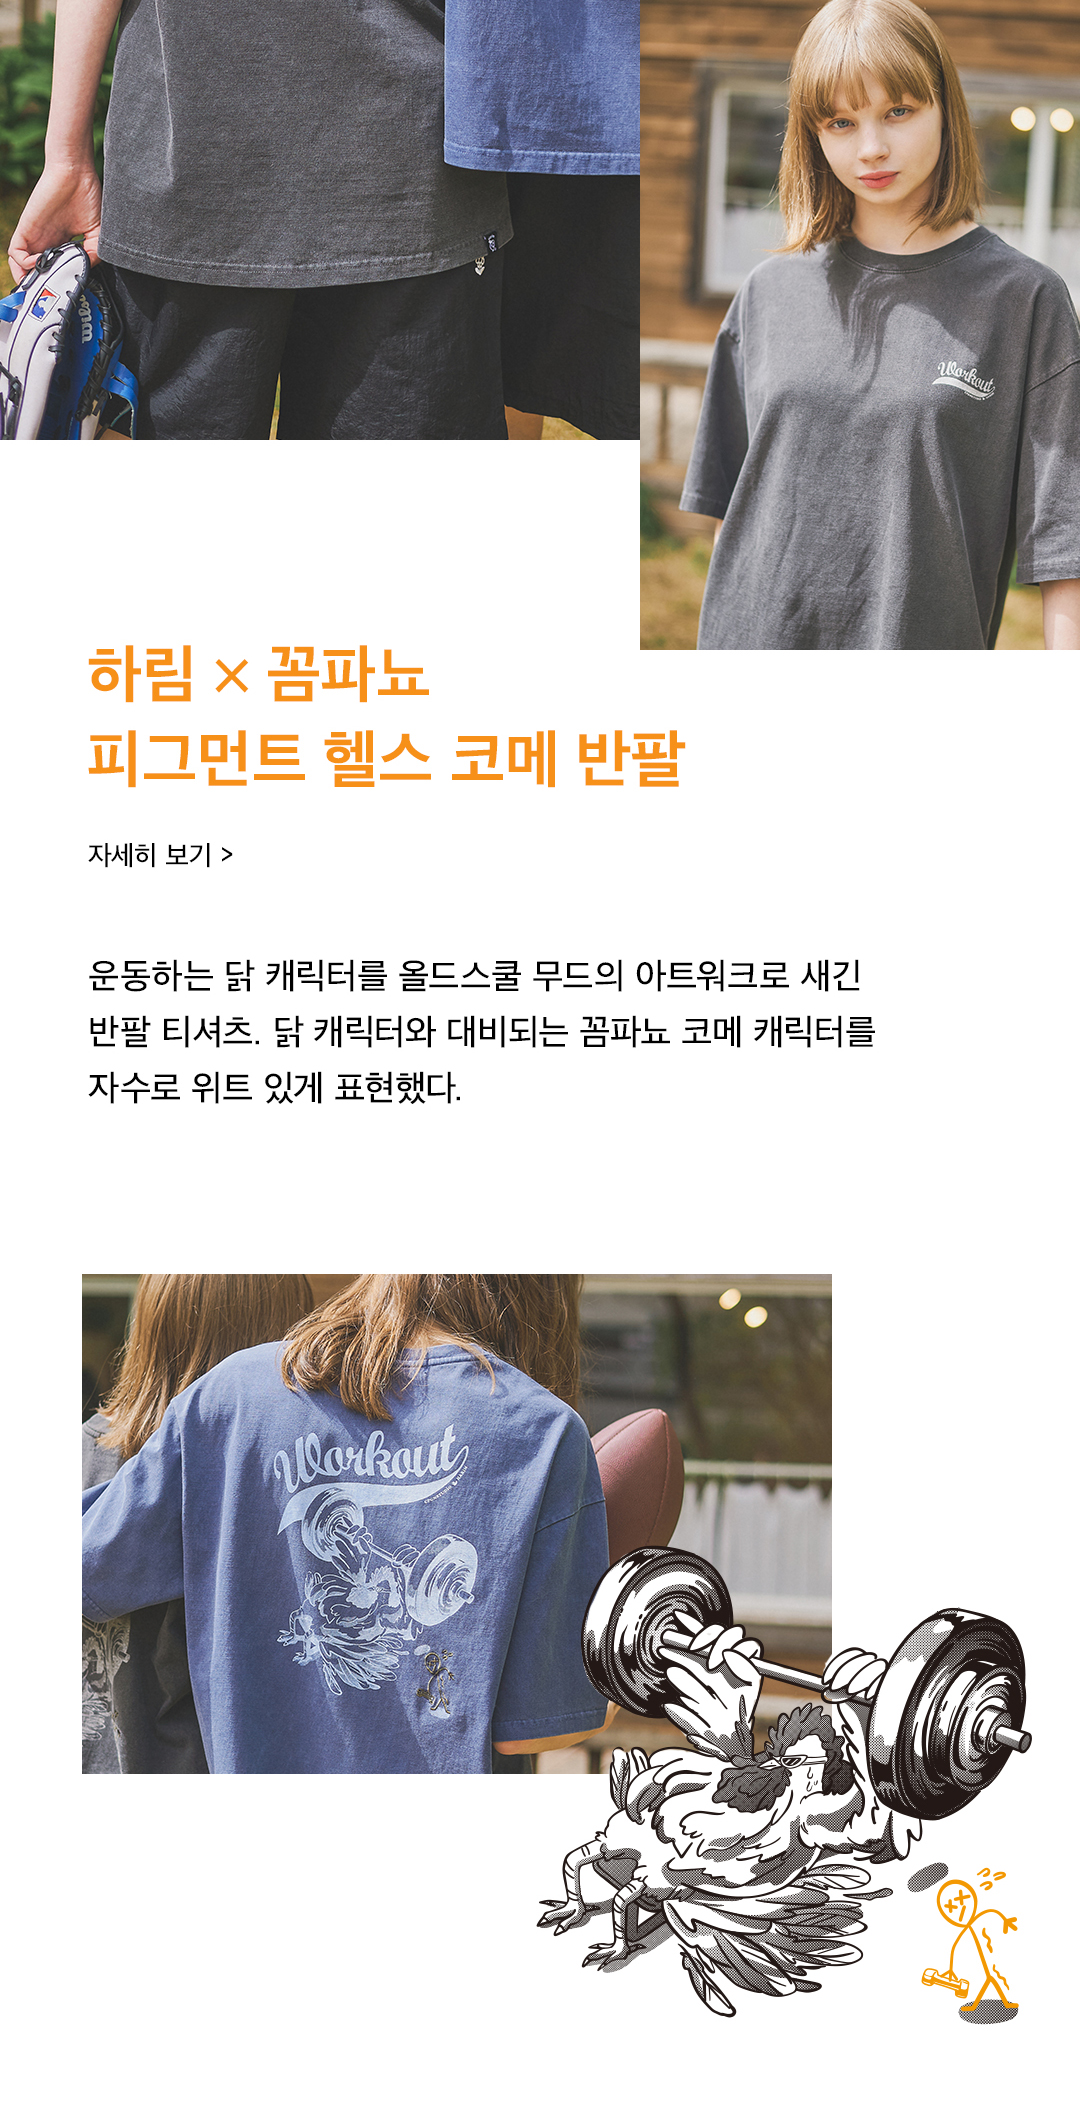 Wilson
Workout
하림 × 꼼파뇨
피그먼트 헬스 코메 반팔
자세히 보기 >
운동하는 닭 캐릭터를 올드스쿨 무드의 아트워크로 새긴
반팔 티셔츠. 닭 캐릭터와 대비되는 꼼파뇨 코메 캐릭터를
자수로 위트 있게 표현했다.
Workout